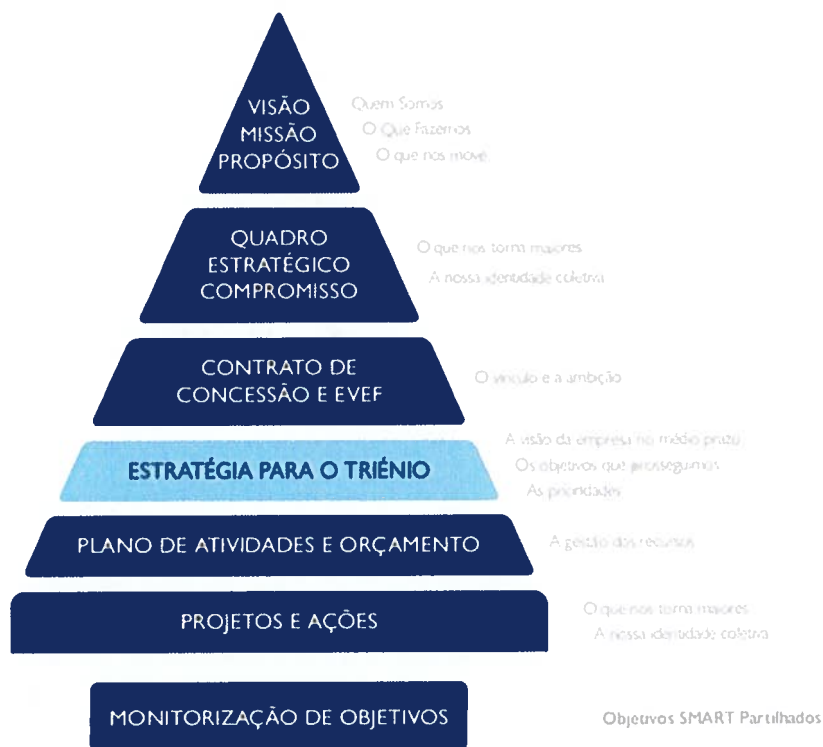 VISÃO
MISSÃO
PROPÓSITO
Quem Somos
O Que Fazemos
O que nos move
QUADRO
ESTRATÉGICO
COMPROMISSO
O que nos torna maiores
A nossa identidade coletiva
CONTRATO DE
CONCESSÃO E EVEF
O vínculo e a ambição
ESTRATÉGIA PARA O TRIÉNIO
A visão da empresa no médio prazo
Os objetivos que prosseguimos
As prioridades
PLANO DE ATIVIDADES E ORÇAMENTO
A gestão dos recursos
PROJETOS E AÇÕES
O que nos torna maiores
A nossa identidade coletiva
MONITORIZAÇÃO DE OBJETIVOS
Objetivos SMART Partilhados